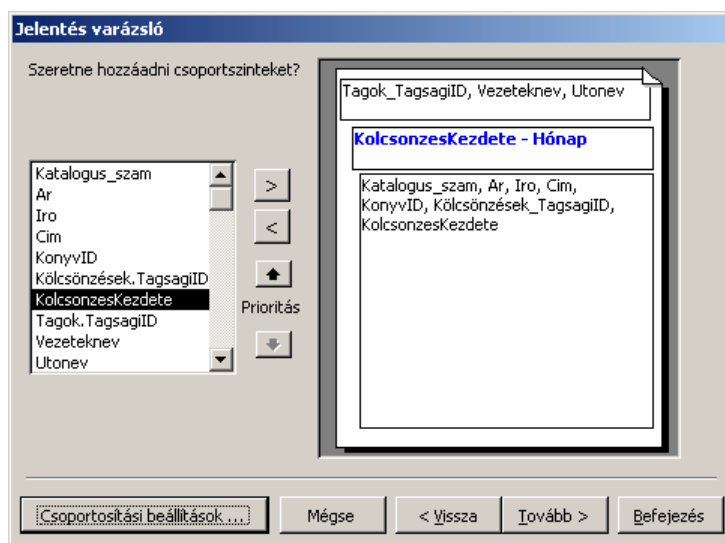 Jelentés varázsló
Szeretne hozzáadni csoportszinteket?
Katalogus_szam
Ar
Iro
Cim
KonyvID
Kölcsönzések.TagsagiID
KolcsonzesKezdete
Tagok.TagsagiID
Vezeteknev
Utonev
>
<
Prioritás
Tagok_TagsagiID, Vezeteknev, Utonev
KolcsonzesKezdete - Hónap
Katalogus_szam, Ar, Iro, Cim,
KonyvID, Kölcsönzések_TagsagiID,
KolcsonzesKezdete
Csoportosítási beállítások ...
Mégse
< Vissza
Tovább >
Befejezés